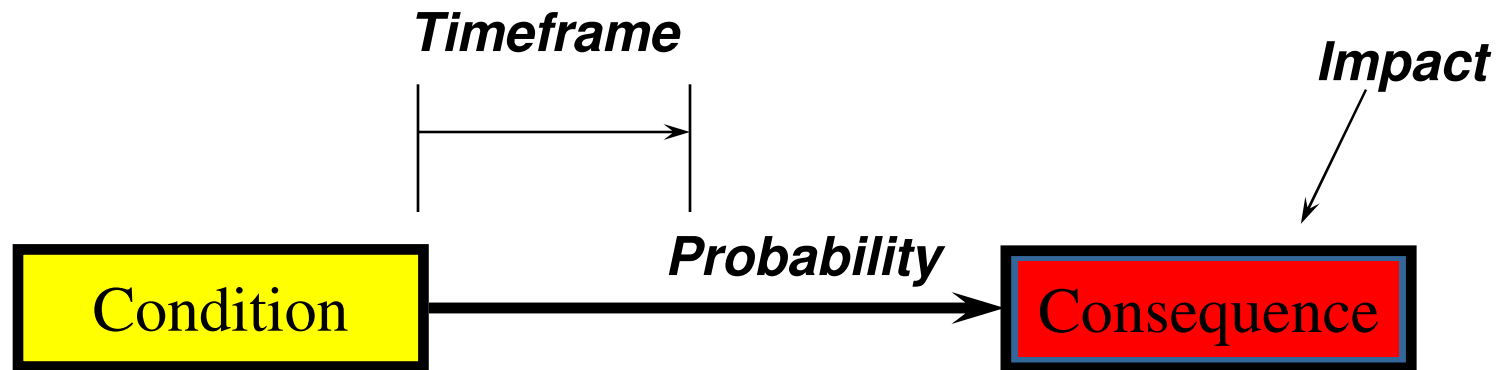 Timeframe
Impact
Probability
Condition
Consequence